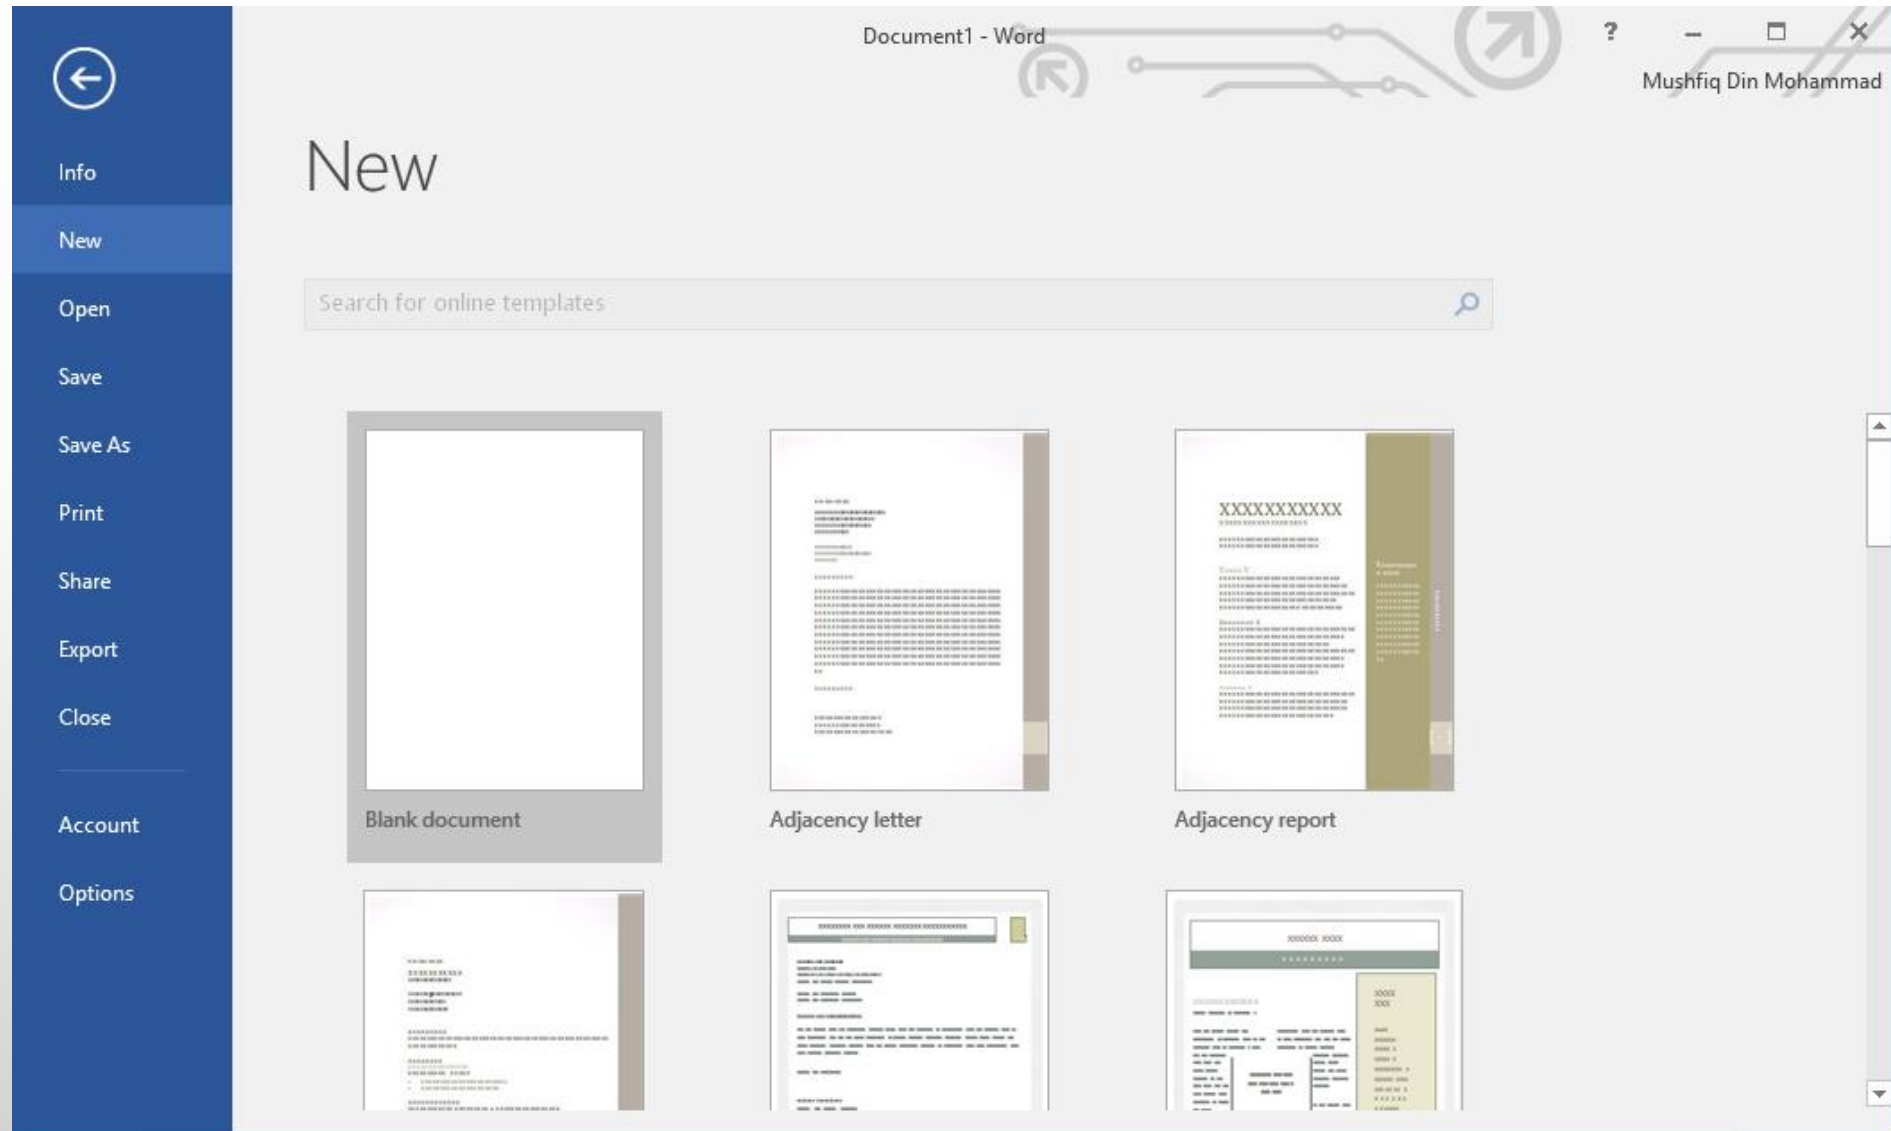 Document1 - Word
?
Mushfiq Din Mohammad
Info
New
Open
Save
Save As
Print
Share
Export
Close
Account
Options
New
Search for online templates
Blank document
Adjacency letter
Adjacency report
XXXXXXXXXXX